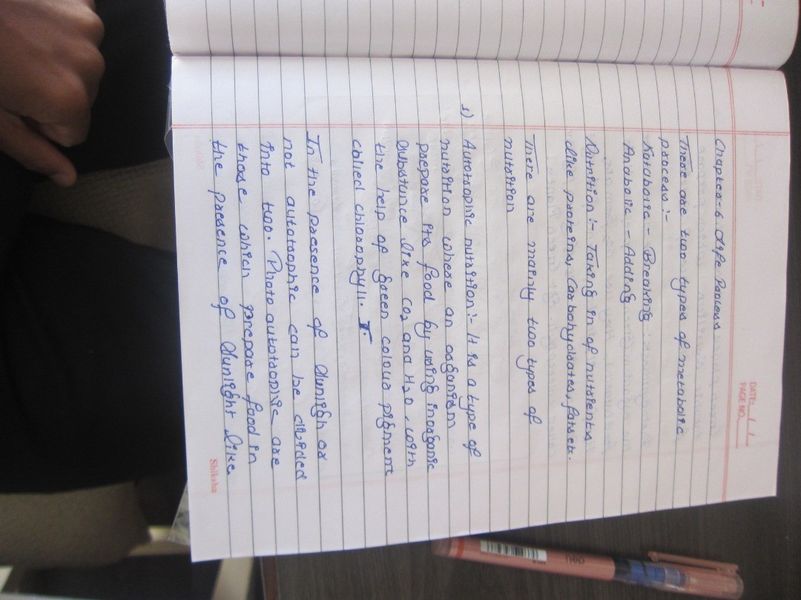 DATE: / /
PAGE NO.:
Chapter-6 Life Process
There are two types of metabolic
process:-
Katabolic - Breaking
Anabolic - Adding
Nutrition:- Taking in of nutrients
like proteins, Carbohybrates, fats etc.
There are mainly two types of
nutrition
1) Autotrophic nutrition:- It is a type of
nutrition where an organism
prepare its food by using inorganic
Substance like CO2 and H2O, with
the help of green colour pigment
called chlorophyll.
In the presence of Sunligh or
not autotrophic can be divided
into two. Photo autotrophic are
those which prepare food in
the presence of Sunlight like
Shiksha